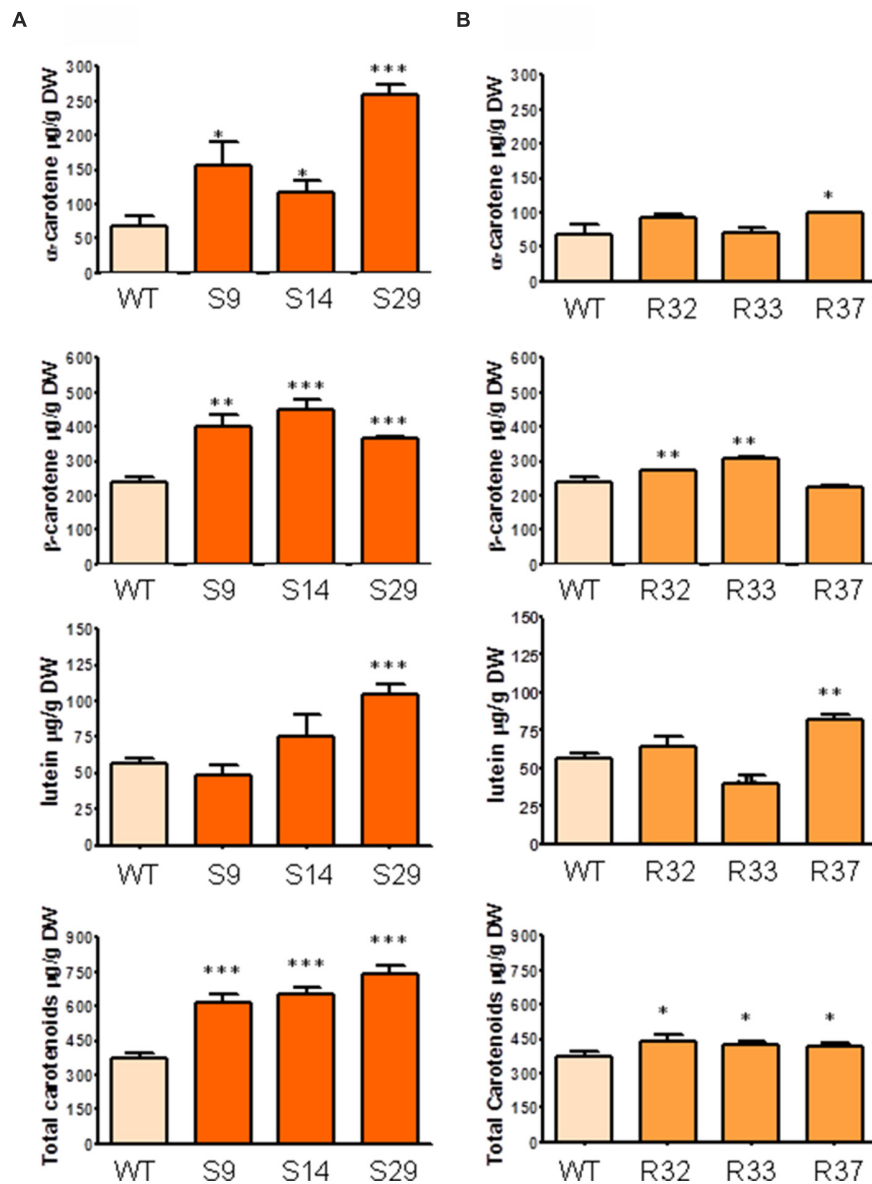 A
B
α-carotene µg/g DW
300
250
200
150
100
50
0
* * *** 
WT S9 S14 S29
α-carotene µg/g DW
300
250
200
150
100
50
0
*
WT R32 R33 R37
β-carotene µg/g DW
600
500
400
300
200
100
0
** *** ***
WT S9 S14 S29
β-carotene µg/g DW
600
500
400
300
200
100
0
** **
WT R32 R33 R37
lutein µg/g DW
150
125
100
75
50
25
0
***
WT S9 S14 S29
lutein µg/g DW
150
125
100
75
50
25
0
**
WT R32 R33 R37
Total carotenoids µg/g DW
900
750
600
450
300
150
0
*** *** ***
WT S9 S14 S29
Total Carotenoids µg/g DW
900
750
600
450
300
150
0
* * *
WT R32 R33 R37